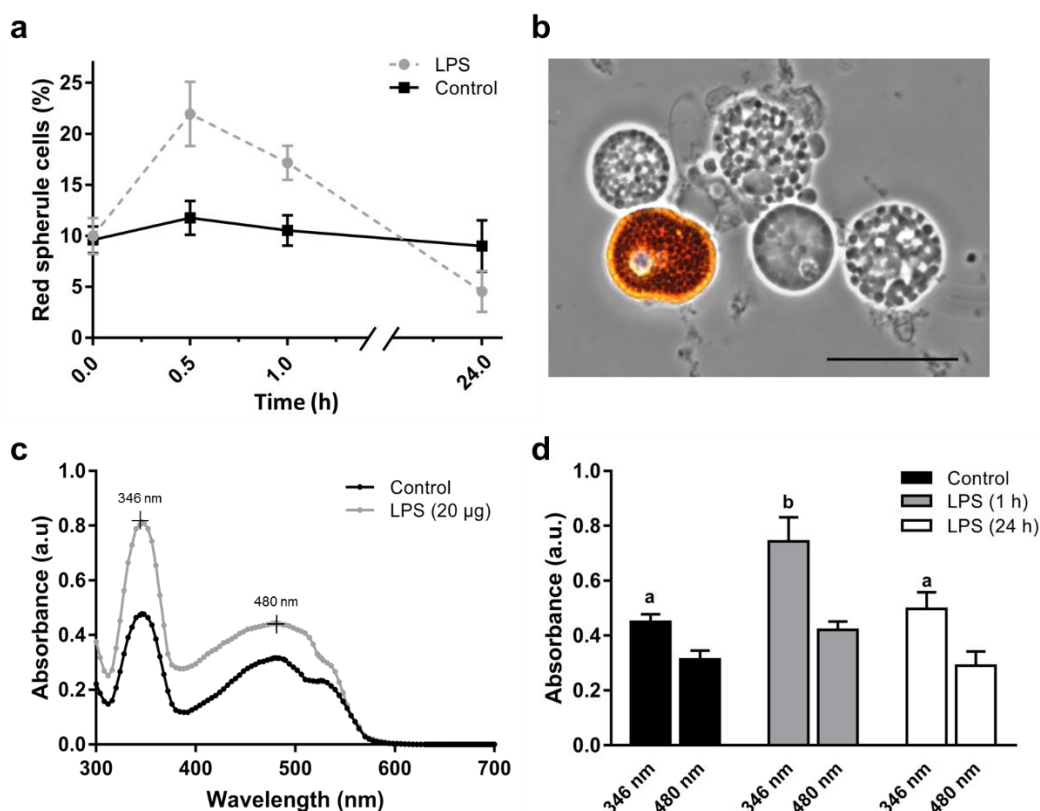 a
LPS
Control
Red spherule cells (%)
25
20
15
10
5
0
0.0
0.5
1.0
24.0
Time (h)
b
c
Control
LPS (20 µg)
346 nm
480 nm
Absorbance (a.u)
1.0
0.8
0.6
0.4
0.2
0.0
300
400
500
600
700
Wavelength (nm)
d
Control
LPS (1 h)
LPS (24 h)
Absorbance (a.u.)
1.0
0.8
0.6
0.4
0.2
0.0
a
b
a
346 nm
480 nm
346 nm
480 nm
346 nm
480 nm